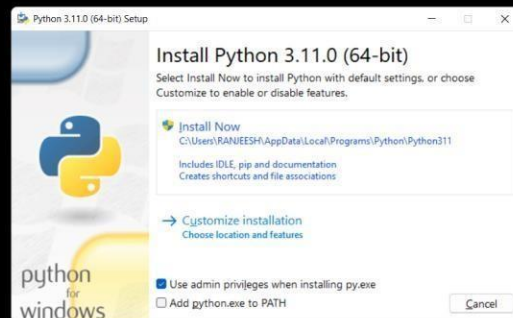 Python 3.11.0 (64-bit) Setup
Install Python 3.11.0 (64-bit)
Select Install Now to install Python with default settings, or choose
Customize to enable or disable features.
Install Now
C:\Users\RANJEESH\AppData\Local\Programs\Python\Python311
Includes IDLE, pip and documentation
Creates shortcuts and file associations
Customize installation
Choose location and features
python
for
windows
Use admin privileges when installing py.exe
Add python.exe to PATH
Cancel